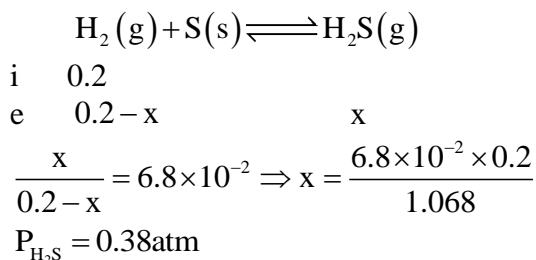 H₂(g)+S(s)⇌H₂S(g)
i 0.2
e 0.2−x x
x/(0.2−x) = 6.8×10⁻² ⇒ x = (6.8×10⁻²×0.2)/1.068
P_H₂S = 0.38atm